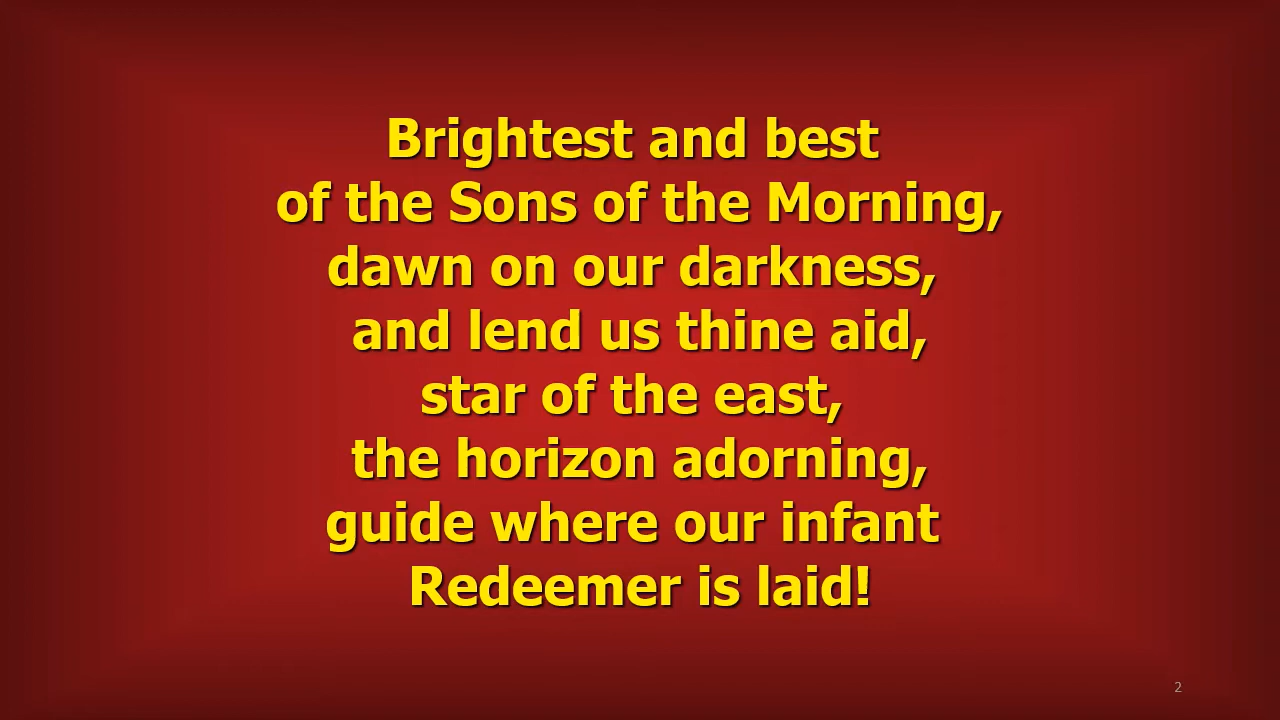 Brightest and best
of the Sons of the Morning,
dawn on our darkness,
and lend us thine aid,
star of the east,
the horizon adorning,
guide where our infant
Redeemer is laid!
2